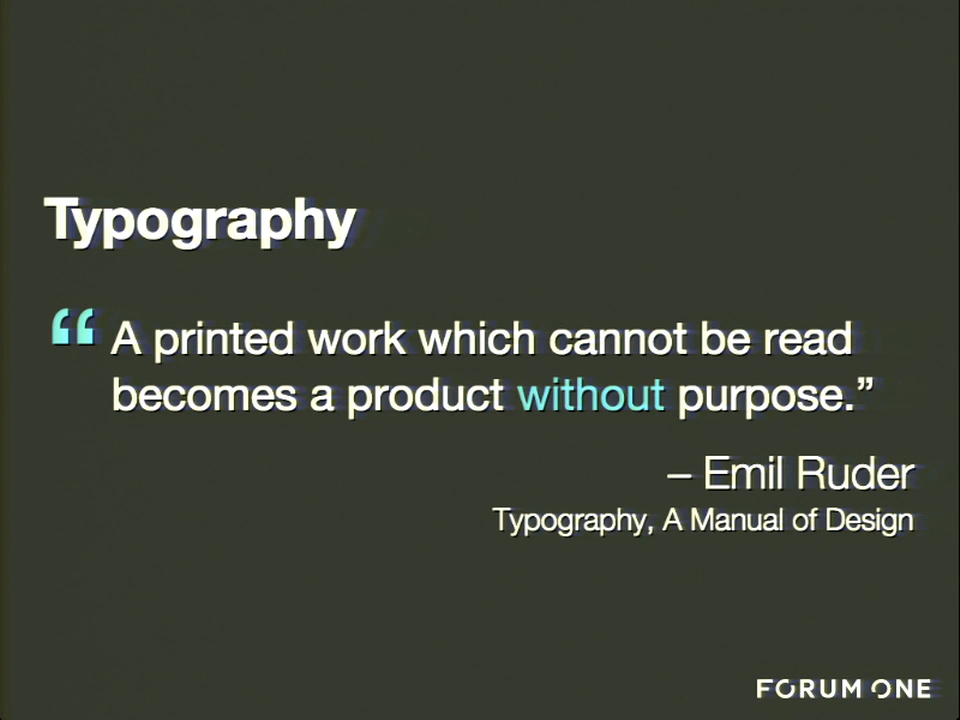 Typography
“A printed work which cannot be read
becomes a product without purpose.”
– Emil Ruder
Typography, A Manual of Design
FORUM ONE